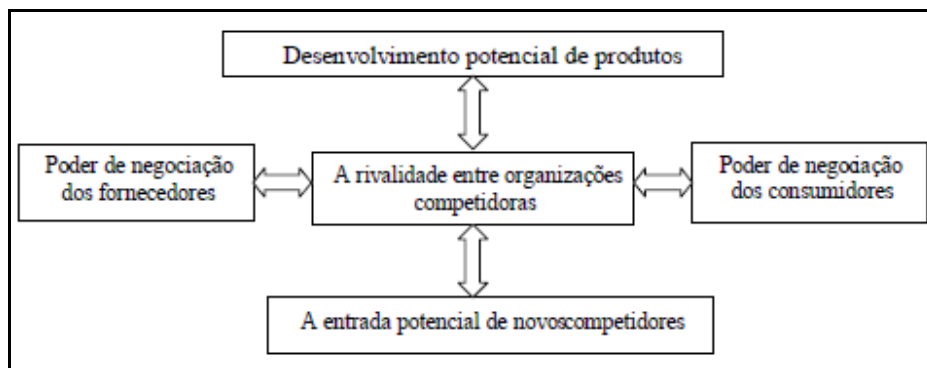 Desenvolvimento potencial de produtos
Poder de negociação
dos fornecedores
A rivalidade entre organizações
competidoras
Poder de negociação
dos consumidores
A entrada potencial de novoscompetidores